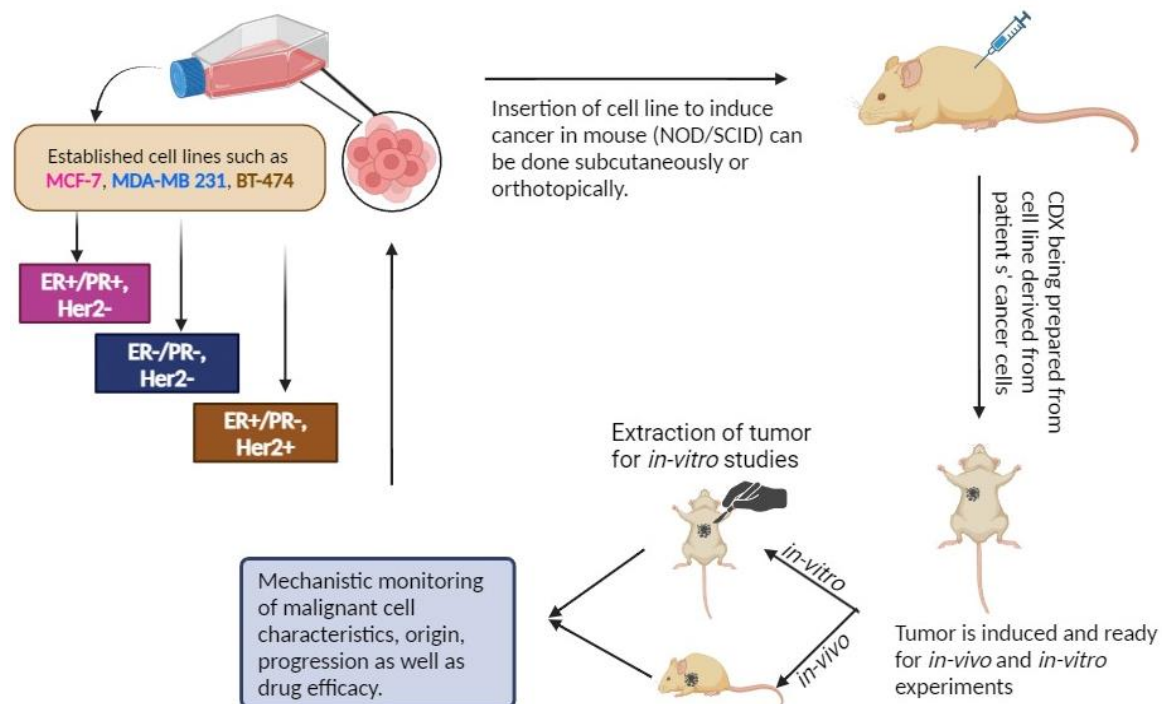 Established cell lines such as
MCF-7, MDA-MB 231, BT-474
ER+/PR+,
Her2-
ER-/PR-,
Her2-
ER+/PR-,
Her2+
Insertion of cell line to induce
cancer in mouse (NOD/SCID) can
be done subcutaneously or
orthotopically.
CDX being prepared from
cell line derived from
patient s' cancer cells
Tumor is induced and ready
for in-vivo and in-vitro
experiments
in-vitro
in-vivo
Extraction of tumor
for in-vitro studies
Mechanistic monitoring
of malignant cell
characteristics, origin,
progression as well as
drug efficacy.